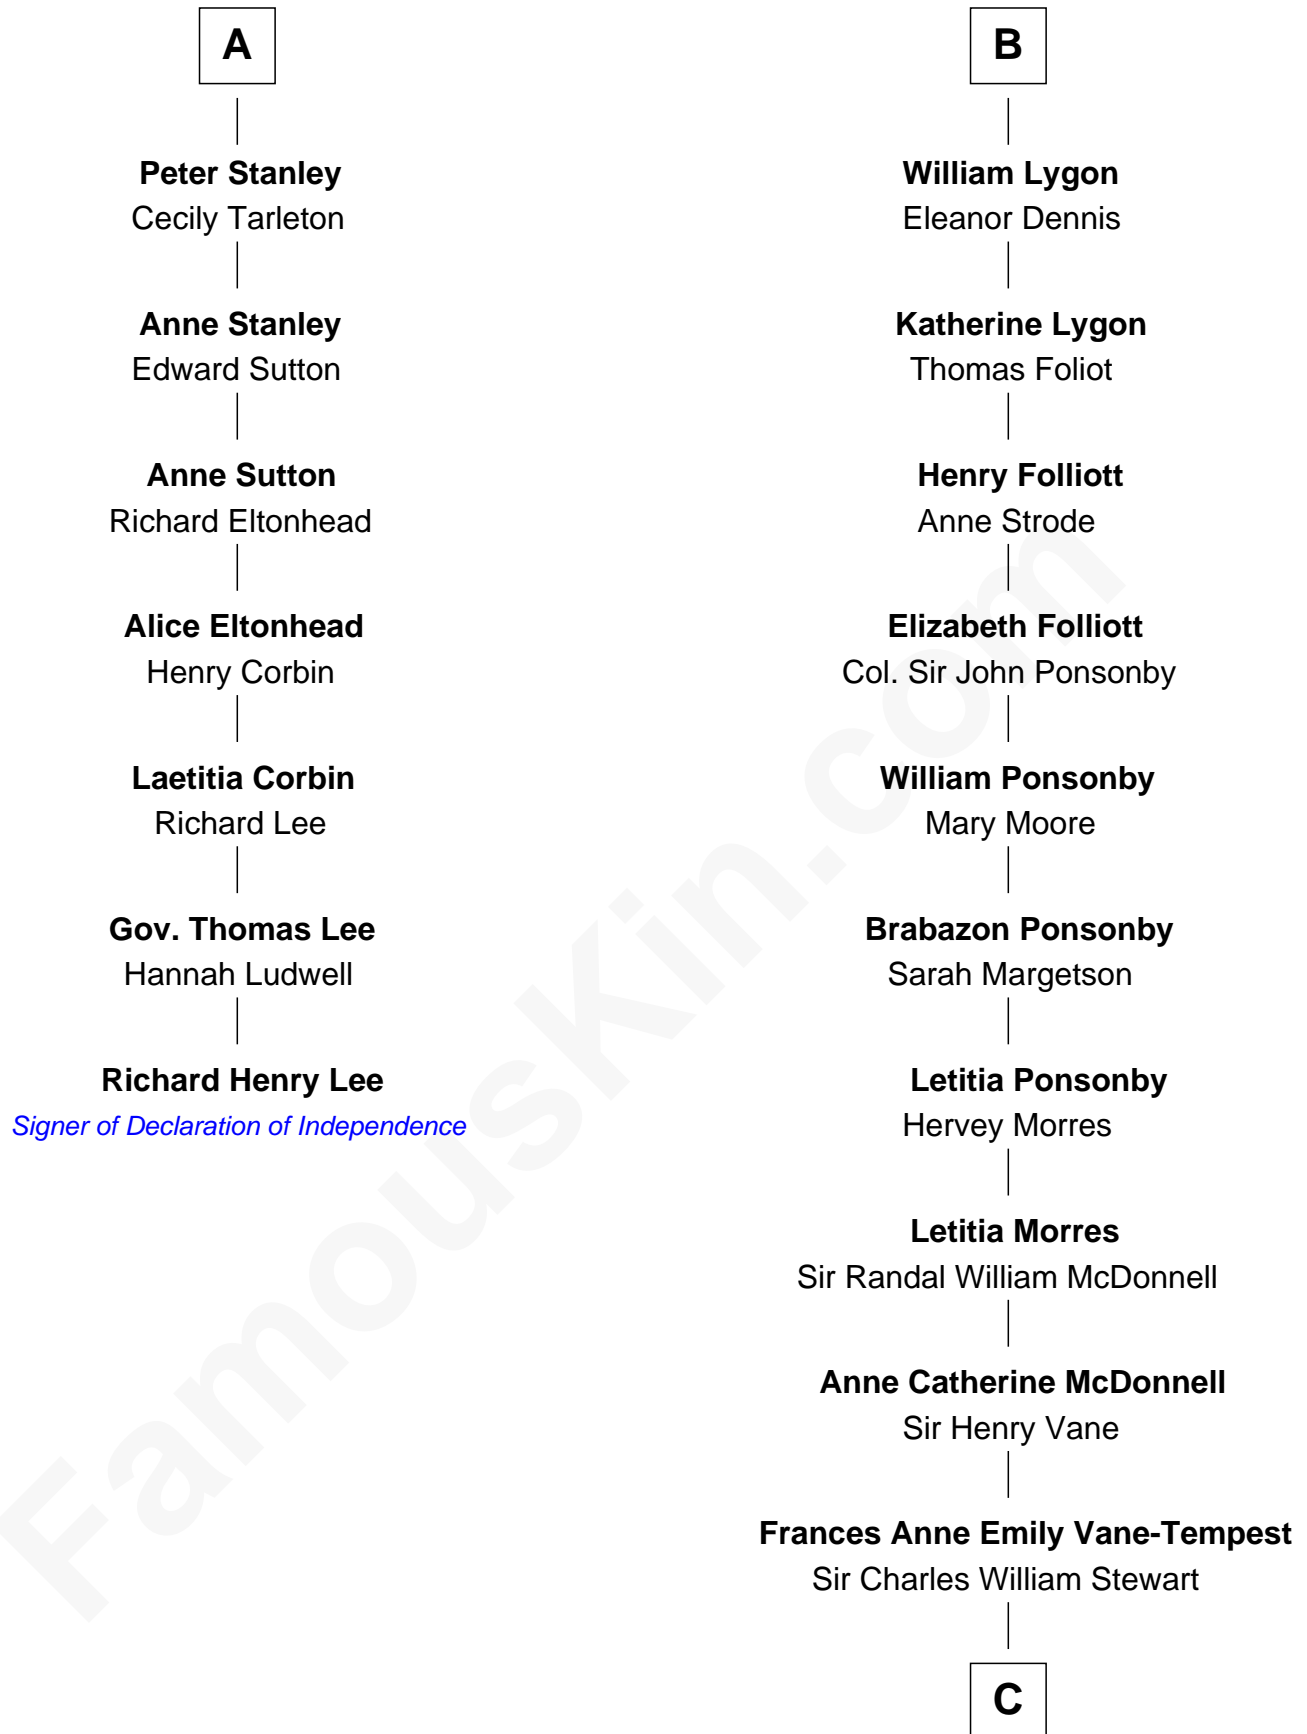 A
Peter Stanley
Cecily Tarleton
Anne Stanley
Edward Sutton
Anne Sutton
Richard Eltonhead
Alice Eltonhead
Henry Corbin
Laetitia Corbin
Richard Lee
Gov. Thomas Lee
Hannah Ludwell
Richard Henry Lee
Signer of Declaration of Independence
B
William Lygon
Eleanor Dennis
Katherine Lygon
Thomas Foliot
Henry Folliott
Anne Strode
Elizabeth Folliott
Col. Sir John Ponsonby
William Ponsonby
Mary Moore
Brabazon Ponsonby
Sarah Margetson
Letitia Ponsonby
Hervey Morres
Letitia Morres
Sir Randal William McDonnell
Anne Catherine McDonnell
Sir Henry Vane
Frances Anne Emily Vane-Tempest
Sir Charles William Stewart
C
FamousKin.com